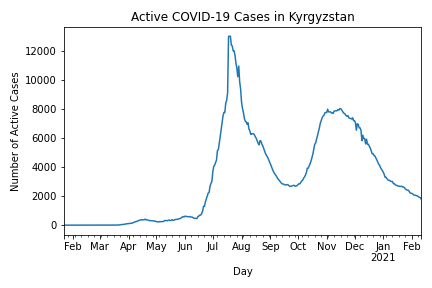 Active COVID-19 Cases in Kyrgyzstan
Number of Active Cases
12000
10000
8000
6000
4000
2000
0
Feb Mar Apr May Jun Jul Aug Sep Oct Nov Dec Jan Feb
2021
Day